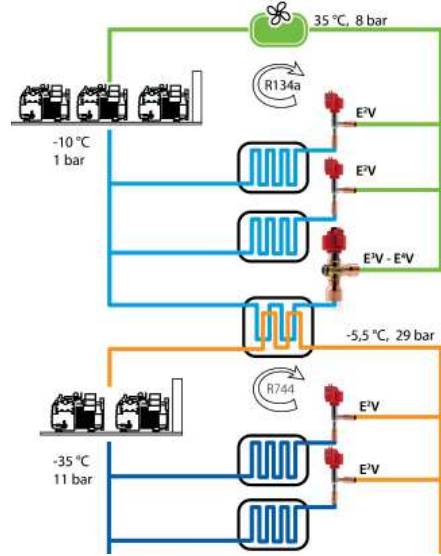 35 °C, 8 bar
R134a
E²V
-10 °C
1 bar
E²V
E³V - E⁴V
-5,5 °C, 29 bar
R744
E²V
-35 °C
11 bar
E²V